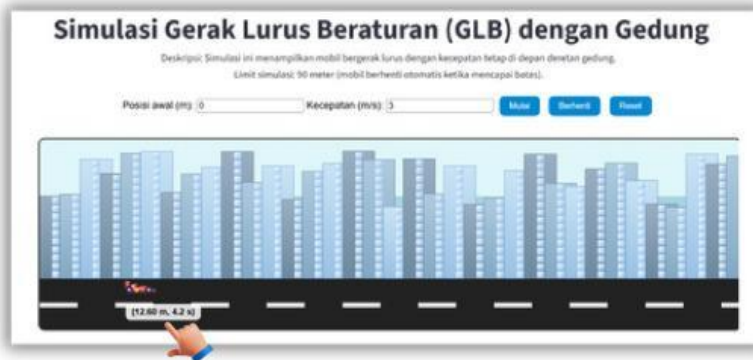 Simulasi Gerak Lurus Beraturan (GLB) dengan Gedung
Deskripsi: Simulasi ini menampilkan mobil bergerak lurus dengan kecepatan tetap di depan deretan gedung.
Limit simulasi: 90 meter (mobil berhenti otomatis ketika mencapai batas).
Posisi awal (m): 0 Kecepatan (m/s): 3 Mulai Berhenti Reset
(12.60 m, 4.2 s)